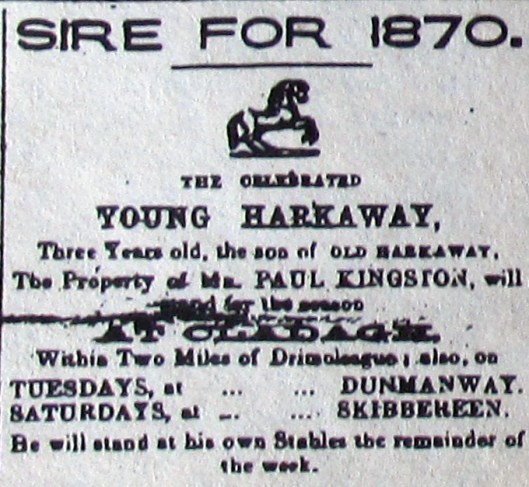 SIRE FOR 1870.
THE CELEBRATED
YOUNG HARKAWAY,
Three Years old, the son of OLD HARKAWAY,
The Property of MR. PAUL KINGSTON, will
stand for the season
AT CLADAGH,
Within Two Miles of Drimoleague; also, on
TUESDAYS, at ... ... DUNMANWAY.
SATURDAYS, at ... ... SKIBBEREEN.
He will stand at his own Stables the remainder of
the week.